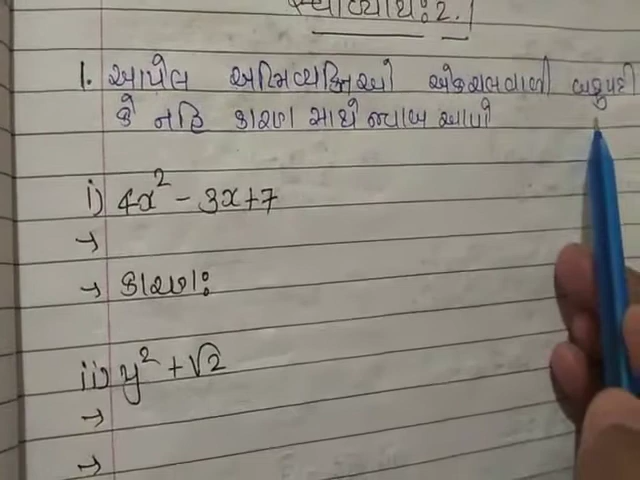 સ્વાધ્યાય: 2.1
1. આપેલ અભિવ્યક્તિઓ એકચલવાળી બહુપદી
કે નહિ કારણ સાથે જવાબ આપો
i) 4x² - 3x + 7
→
→ કારણ:
ii) y² + √2
→
→